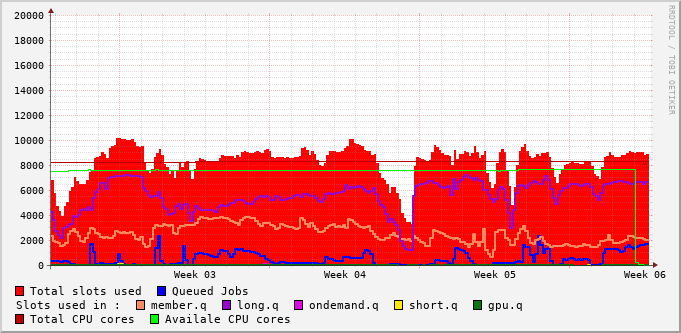 RRDTOOL / TOBI OETIKER
20000
18000
16000
14000
12000
10000
8000
6000
4000
2000
0
Week 03 Week 04 Week 05 Week 06
Total slots used Queued Jobs
Slots used in : member.q long.q ondemand.q short.q gpu.q
Total CPU cores Availale CPU cores